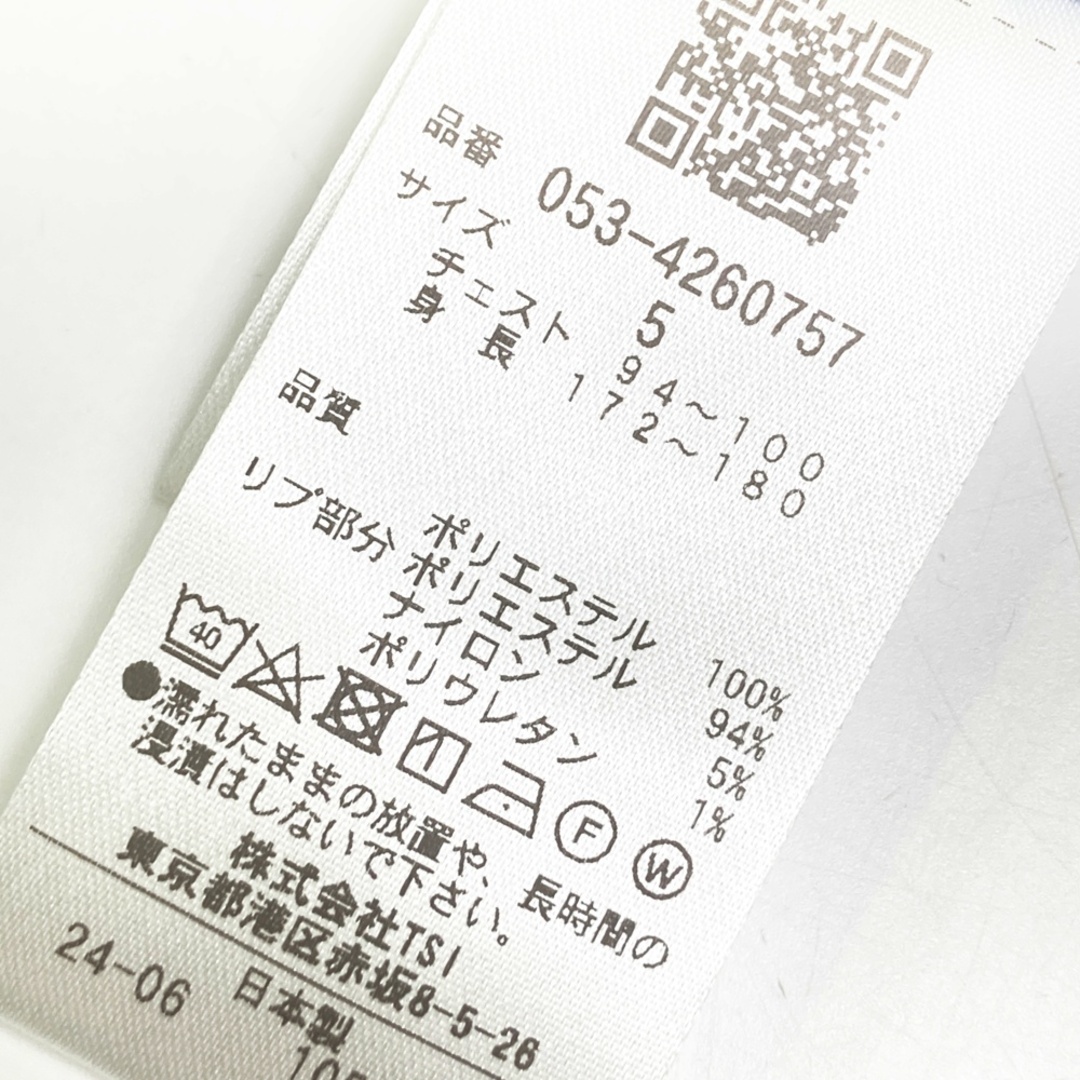 品番 053-4260757
サイズ 5
チェスト 94～100
身長 172～180
品質
ポリエステル 100%
リブ部分 ポリエステル 94%
ナイロン 5%
ポリウレタン 1%
40 F W
●濡れたままの放置や、長時間の
浸漬はしないで下さい。
株式会社TSI
東京都港区赤坂8-5-26
24-06 日本製